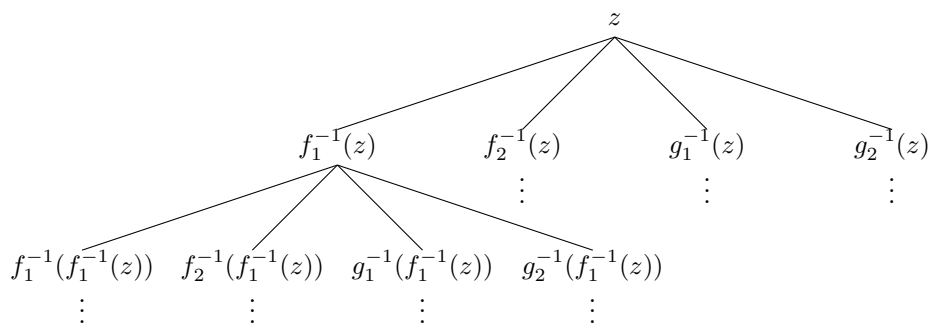 z
f_1^{-1}(z) f_2^{-1}(z) g_1^{-1}(z) g_2^{-1}(z)
⋮ ⋮ ⋮
f_1^{-1}(f_1^{-1}(z)) f_2^{-1}(f_1^{-1}(z)) g_1^{-1}(f_1^{-1}(z)) g_2^{-1}(f_1^{-1}(z))
⋮ ⋮ ⋮ ⋮